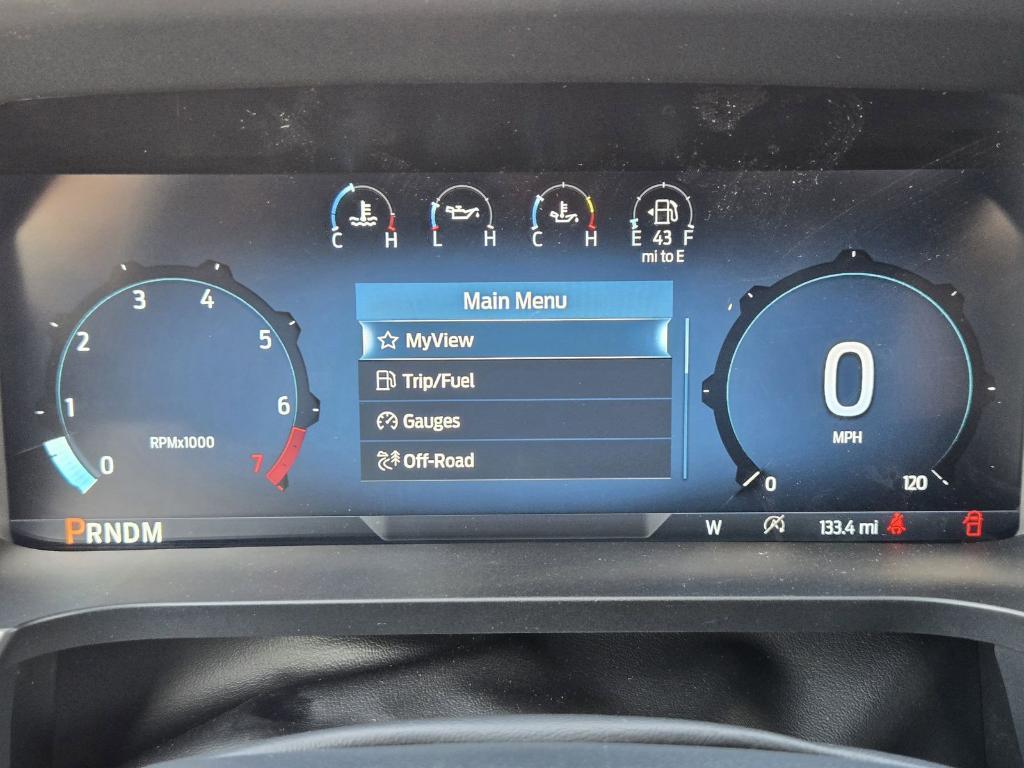 C H
L H
C H
E 43 F
mi to E
Main Menu
MyView
Trip/Fuel
Gauges
Off-Road
0
1
2
3
4
5
6
7
RPMx1000
0
MPH
0
120
PRNDM
W
133.4 mi